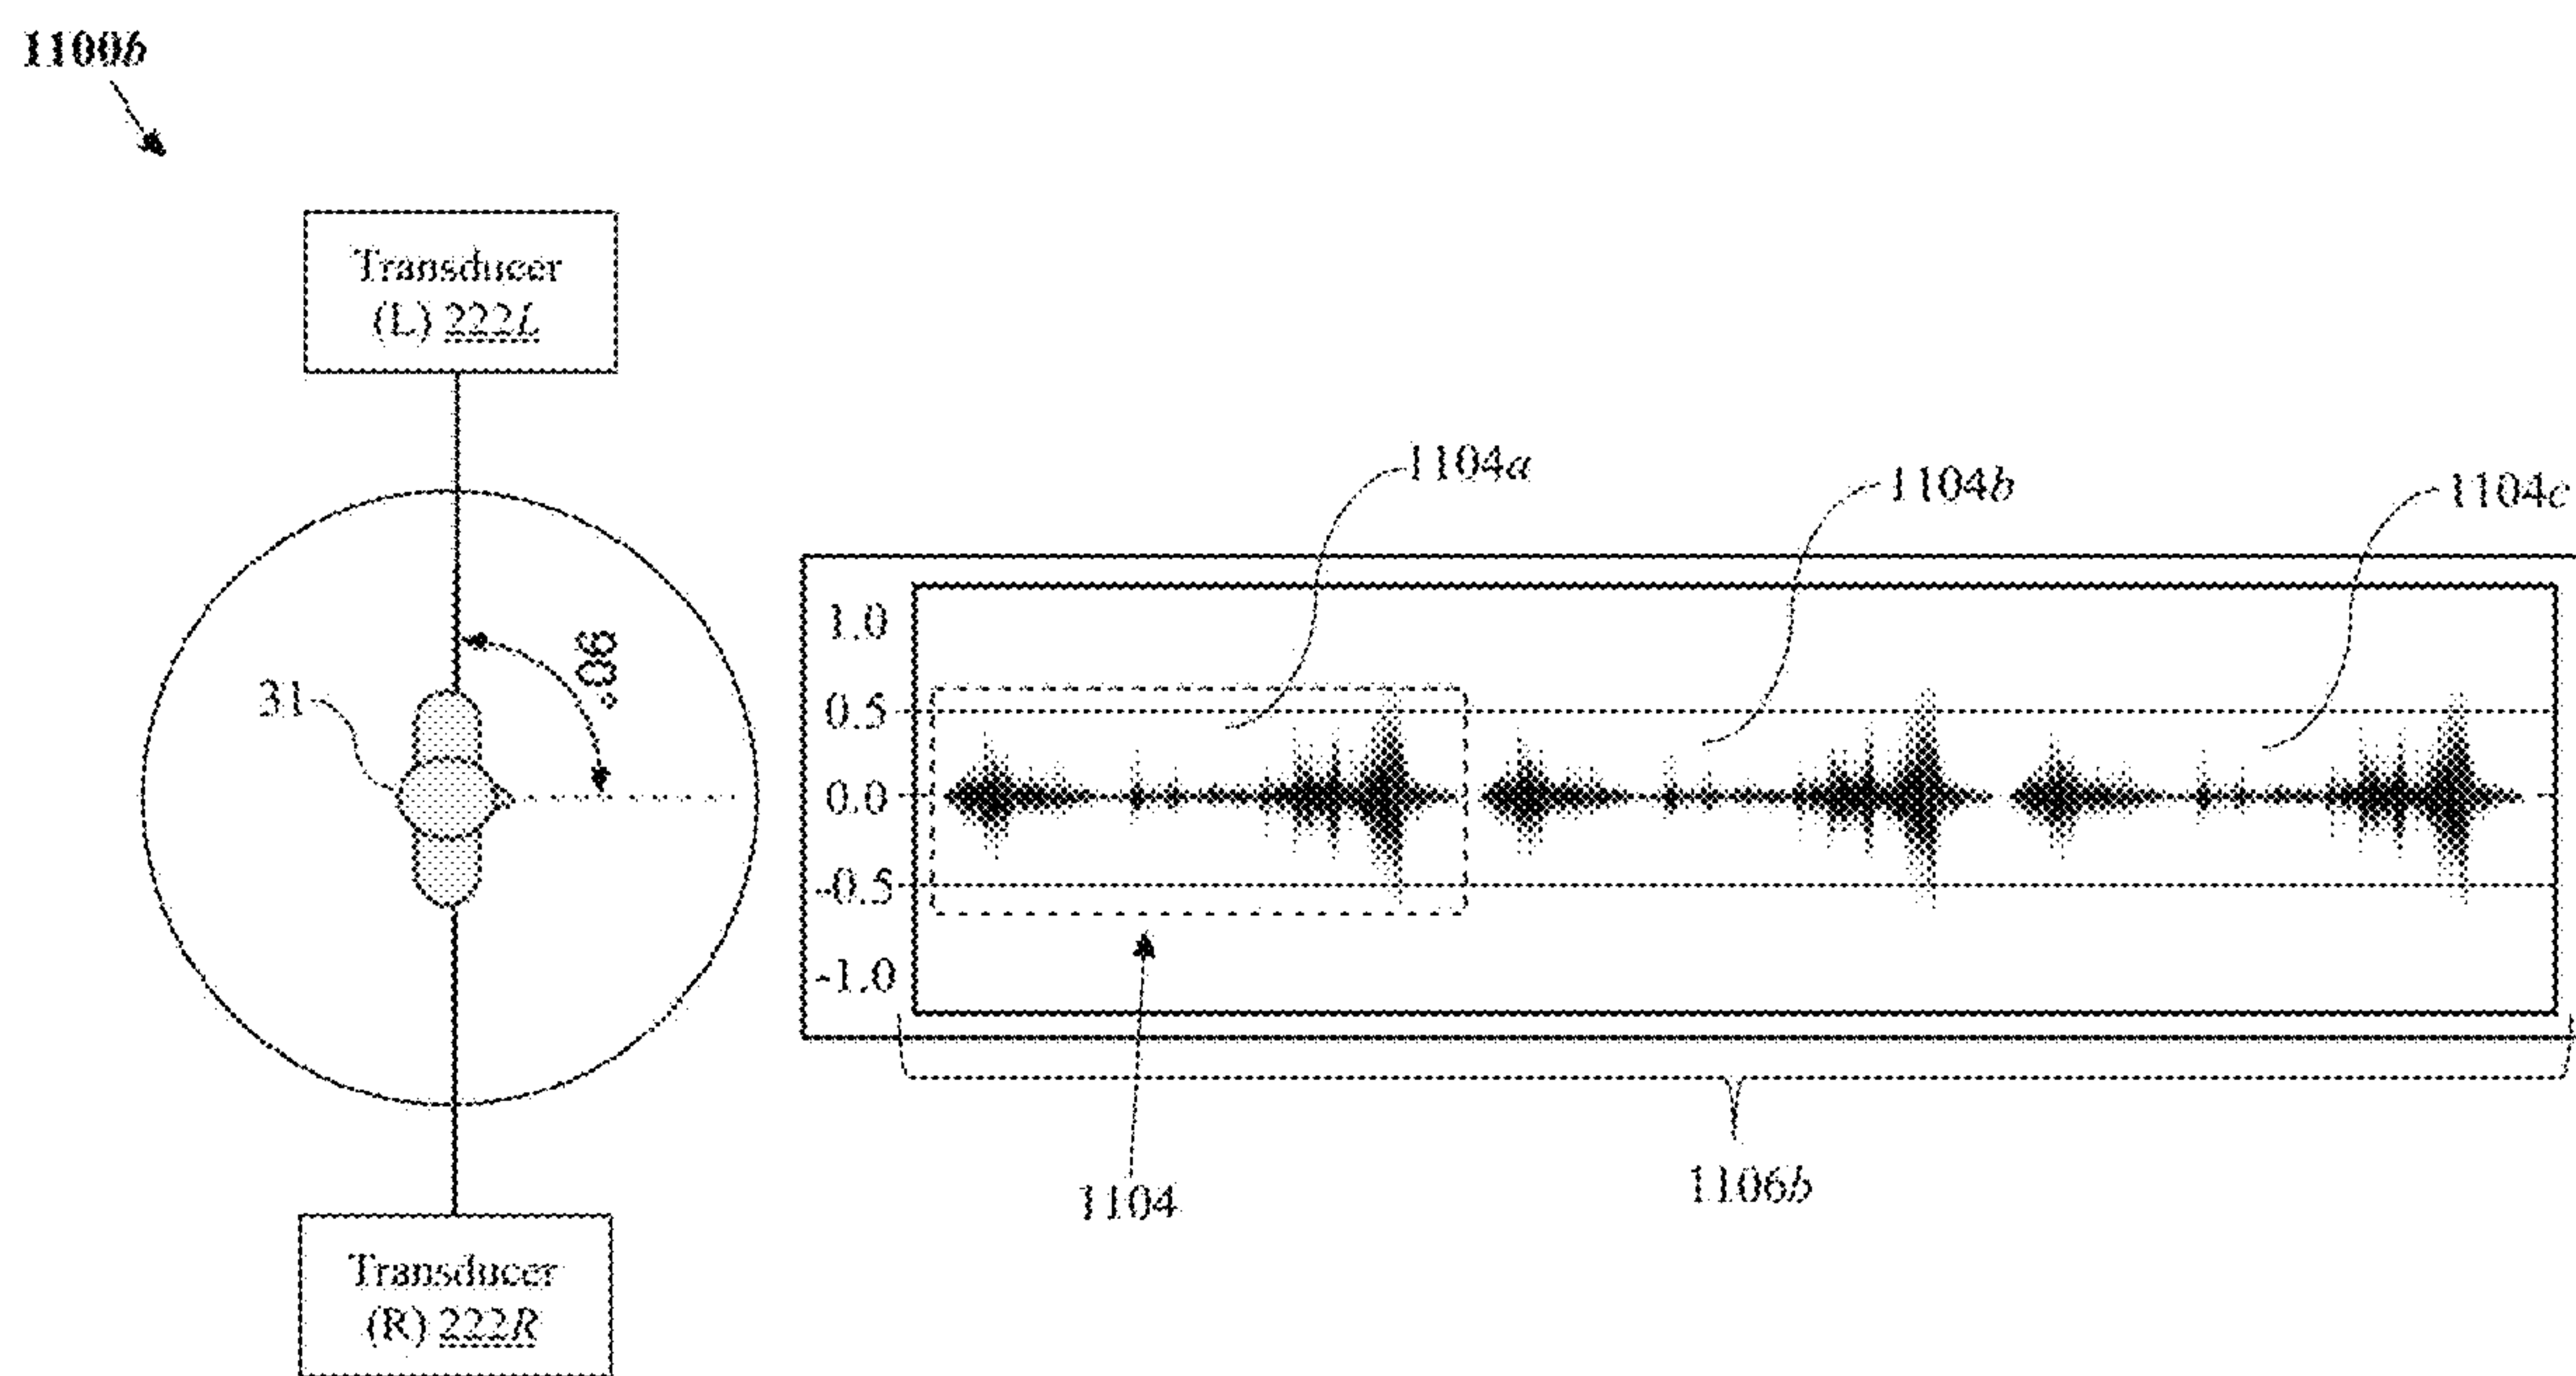 1100b
Transducer
(L) 222L
31
90°
1104a
1104b
1104c
1.0
0.5
0.0
-0.5
-1.0
1104
1106b
Transducer
(R) 222R